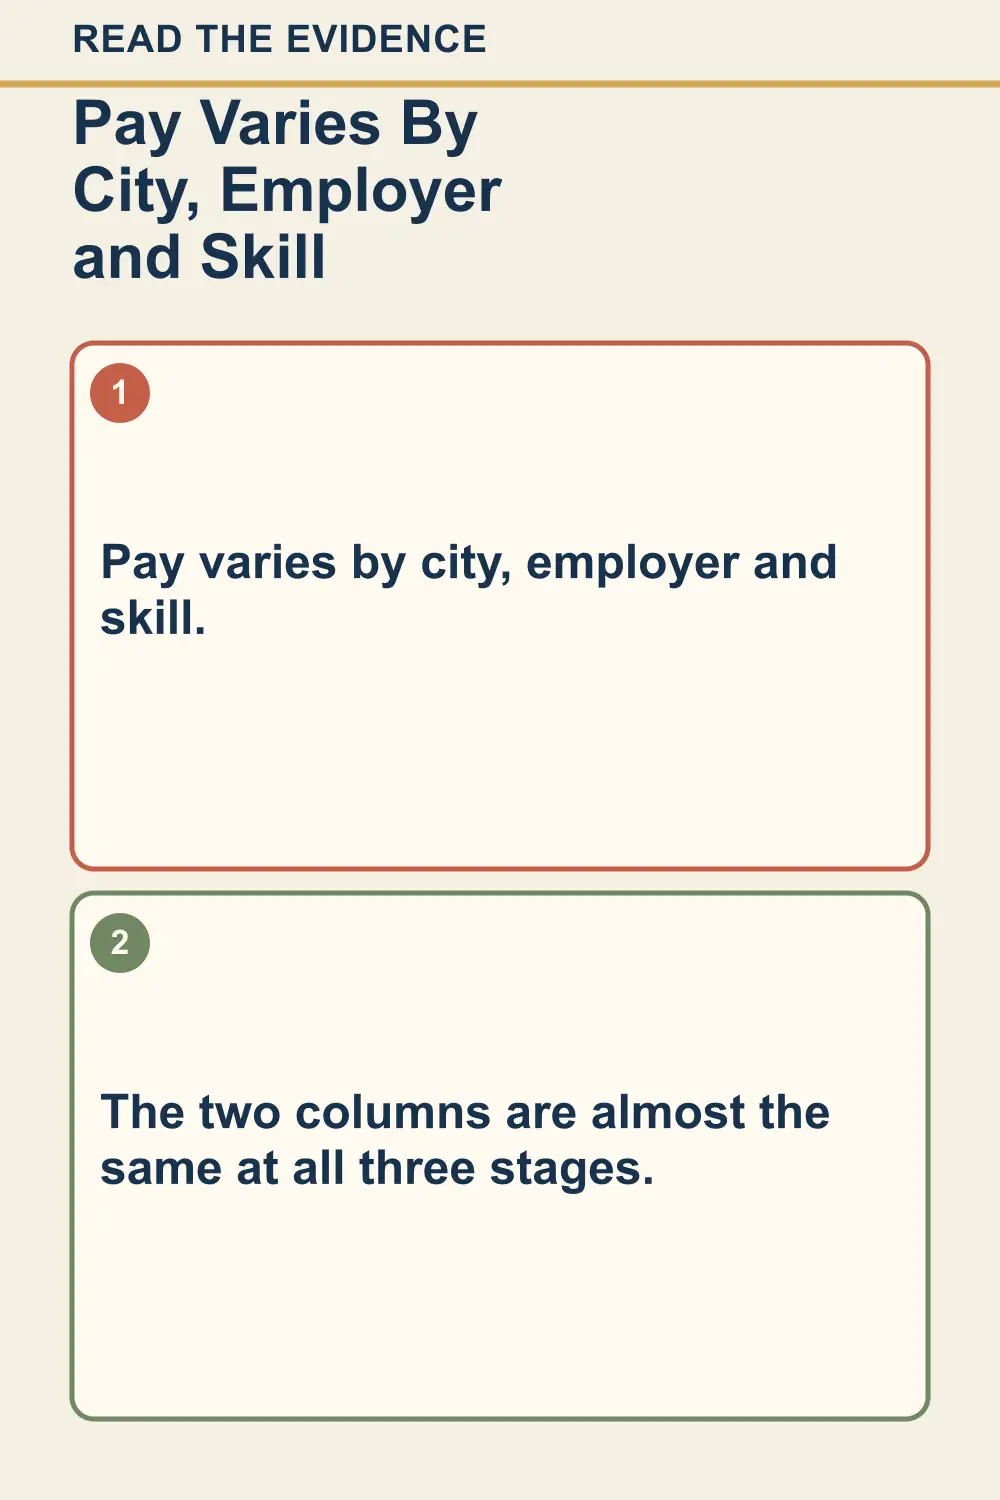 READ THE EVIDENCE
Pay Varies By
City, Employer
and Skill
1
Pay varies by city, employer and
skill.
2
The two columns are almost the
same at all three stages.